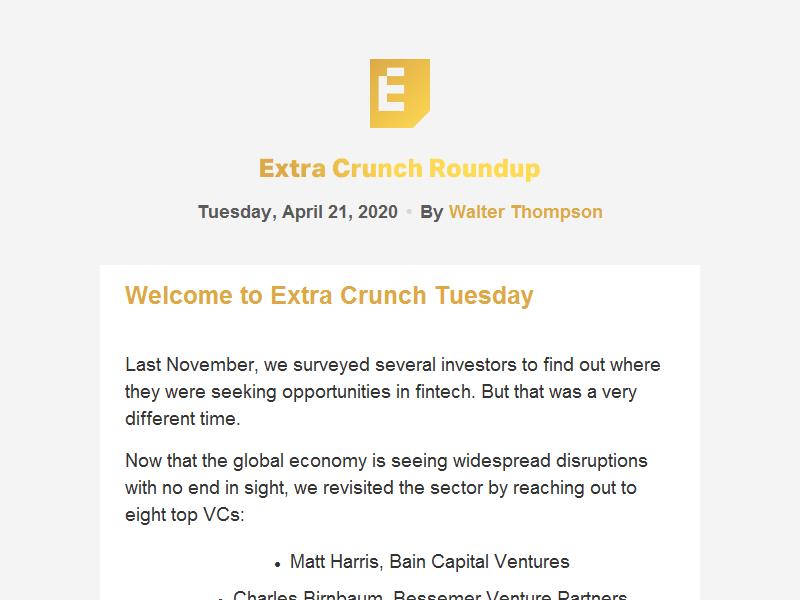 E
Extra Crunch Roundup
Tuesday, April 21, 2020 • By Walter Thompson
Welcome to Extra Crunch Tuesday
Last November, we surveyed several investors to find out where
they were seeking opportunities in fintech. But that was a very
different time.
Now that the global economy is seeing widespread disruptions
with no end in sight, we revisited the sector by reaching out to
eight top VCs:
• Matt Harris, Bain Capital Ventures
• Charles Birnbaum, Bessemer Venture Partners